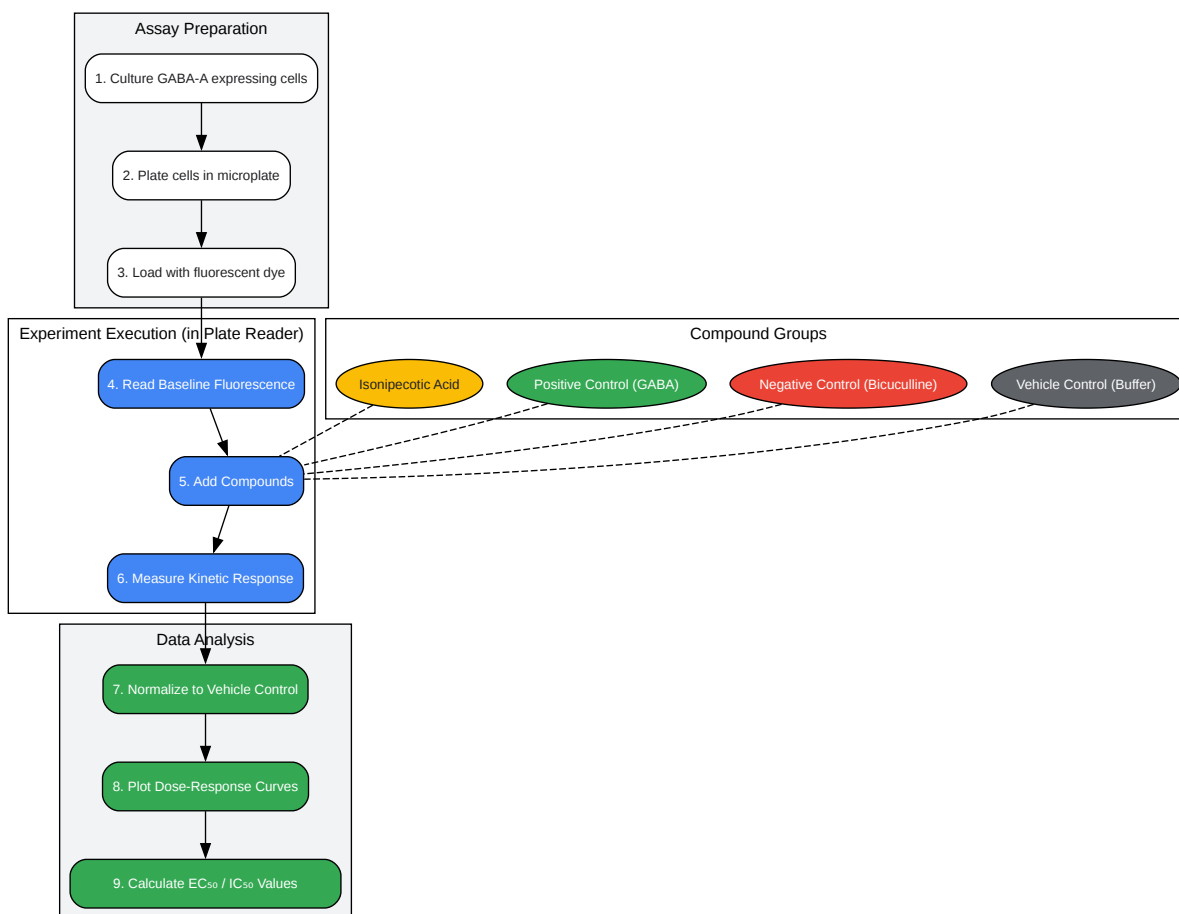 Assay Preparation
1. Culture GABA-A expressing cells
2. Plate cells in microplate
3. Load with fluorescent dye
Experiment Execution (in Plate Reader)
Compound Groups
4. Read Baseline Fluorescence
Isonipecotic Acid
Positive Control (GABA)
Negative Control (Bicuculline)
Vehicle Control (Buffer)
5. Add Compounds
6. Measure Kinetic Response
Data Analysis
7. Normalize to Vehicle Control
8. Plot Dose-Response Curves
9. Calculate EC₅₀ / IC₅₀ Values